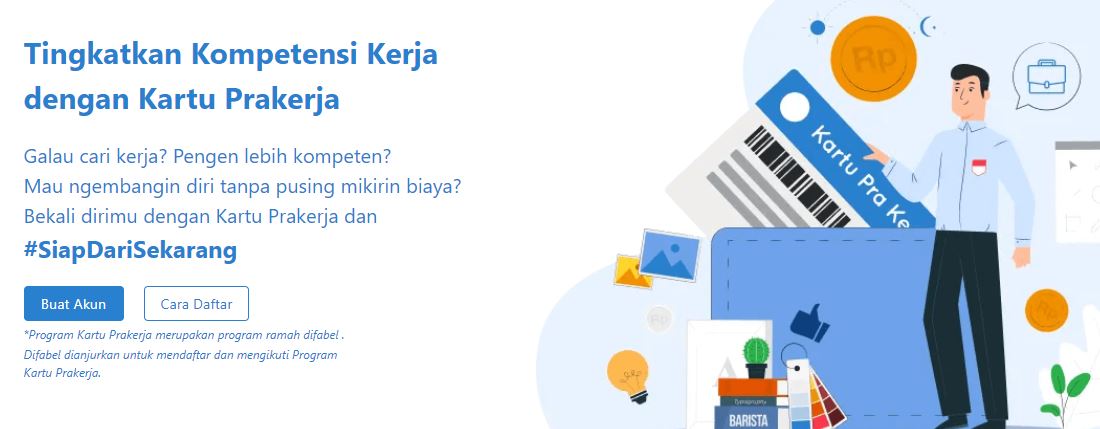 Tingkatkan Kompetensi Kerja
dengan Kartu Prakerja
Galau cari kerja? Pengen lebih kompeten?
Mau ngembangin diri tanpa pusing mikirin biaya?
Bekali dirimu dengan Kartu Prakerja dan
#SiapDariSekarang
Buat Akun
Cara Daftar
*Program Kartu Prakerja merupakan program ramah difabel .
Difabel dianjurkan untuk mendaftar dan mengikuti Program
Kartu Prakerja.
Rp
Kartu Pra Ke
Rp
Rp
A
Typography
BARISTA